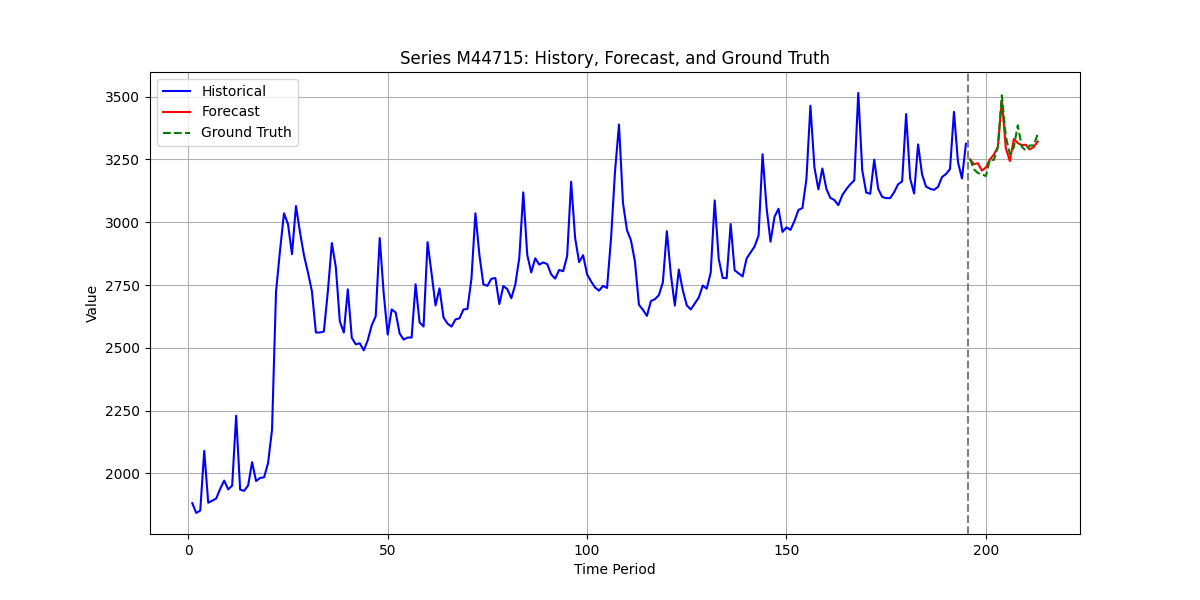 Series M44715: History, Forecast, and Ground Truth
Historical
Forecast
Ground Truth
3500
3250
3000
2750
2500
2250
2000
Value
0 50 100 150 200
Time Period